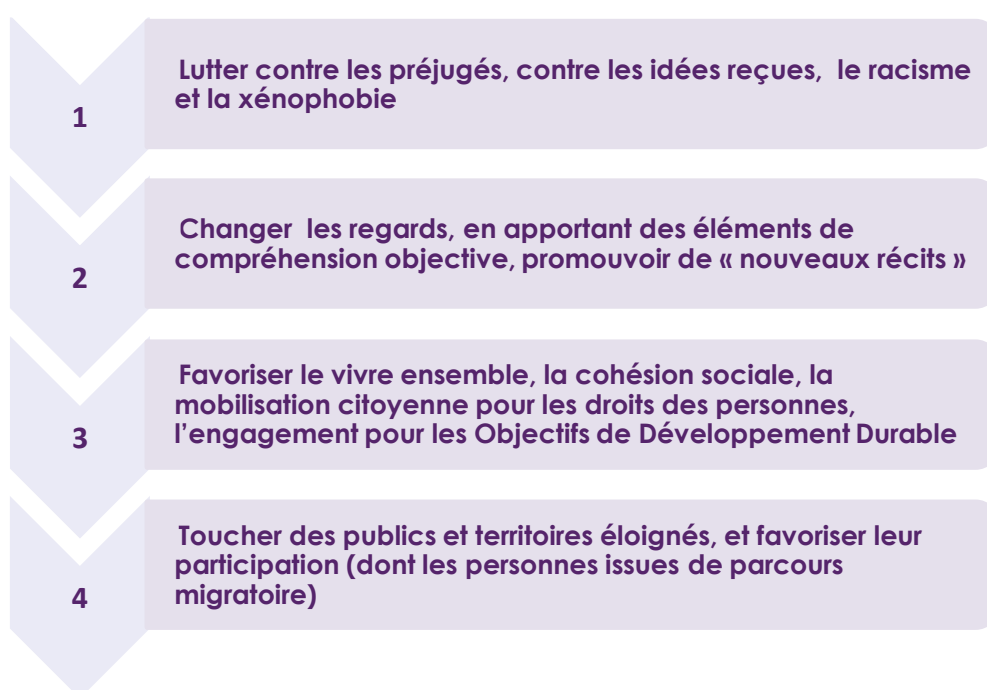 1
Lutter contre les préjugés, contre les idées reçues, le racisme
et la xénophobie
2
Changer les regards, en apportant des éléments de
compréhension objective, promouvoir de « nouveaux récits »
3
Favoriser le vivre ensemble, la cohésion sociale, la
mobilisation citoyenne pour les droits des personnes,
l’engagement pour les Objectifs de Développement Durable
4
Toucher des publics et territoires éloignés, et favoriser leur
participation (dont les personnes issues de parcours
migratoire)